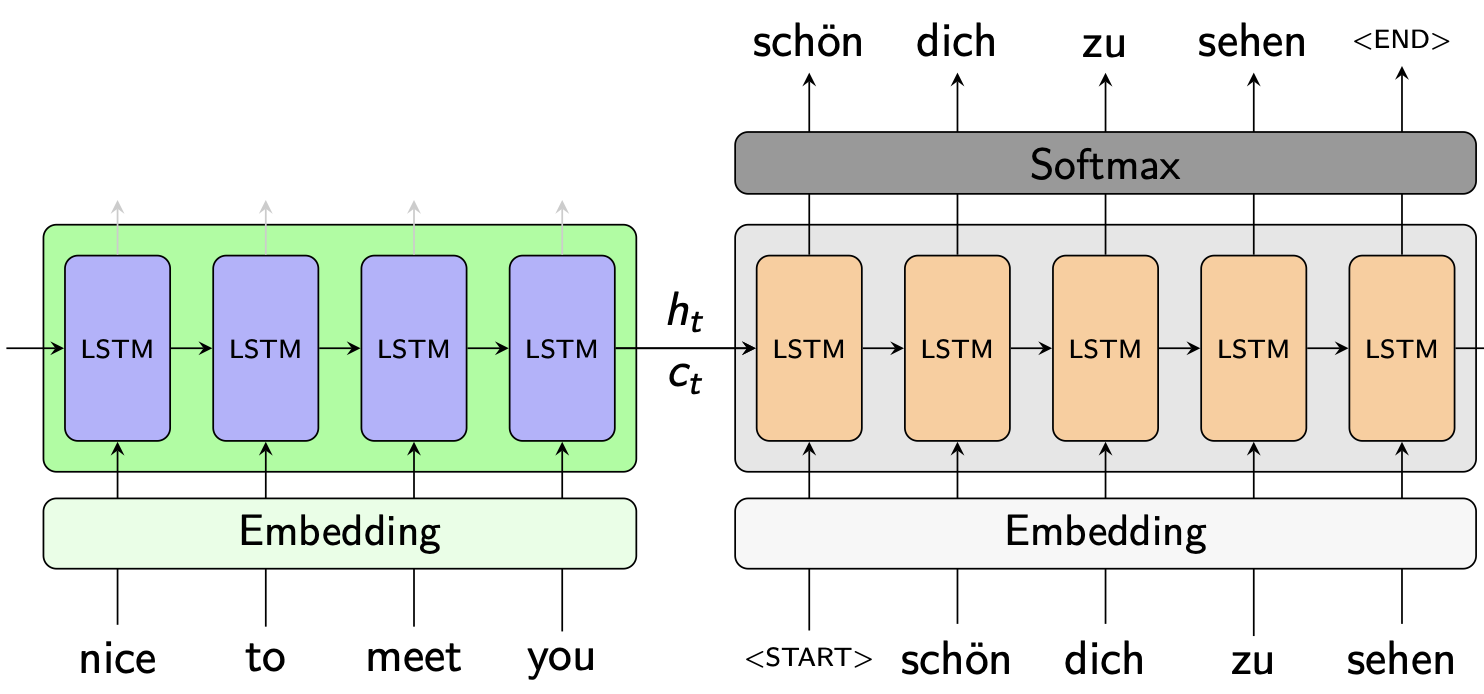 schön dich zu sehen <END>
Softmax
LSTM LSTM LSTM LSTM h_t c_t LSTM LSTM LSTM LSTM LSTM
Embedding Embedding
nice to meet you <START> schön dich zu sehen